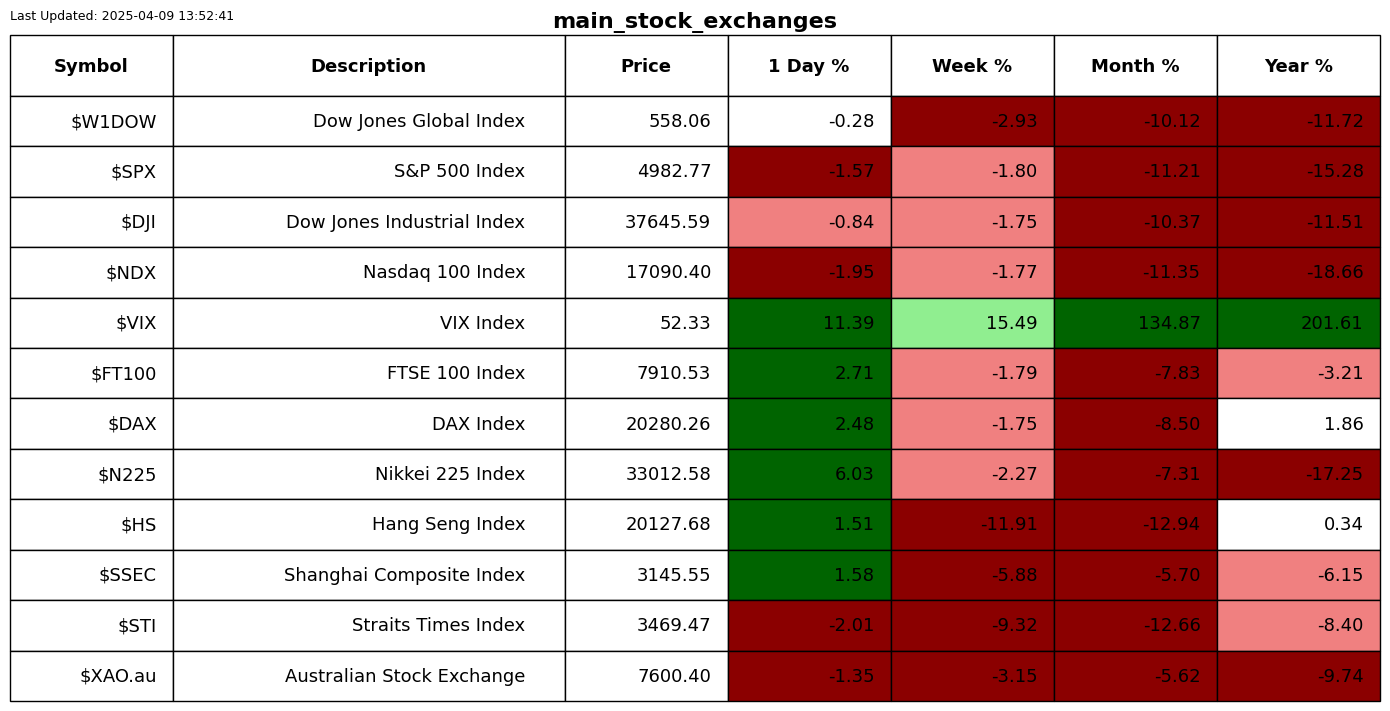 Last Updated: 2025-04-09 13:52:41
main_stock_exchanges
Symbol Description Price 1 Day % Week % Month % Year %
$W1DOW Dow Jones Global Index 558.06 -0.28 -2.93 -10.12 -11.72
$SPX S&P 500 Index 4982.77 -1.57 -1.80 -11.21 -15.28
$DJI Dow Jones Industrial Index 37645.59 -0.84 -1.75 -10.37 -11.51
$NDX Nasdaq 100 Index 17090.40 -1.95 -1.77 -11.35 -18.66
$VIX VIX Index 52.33 11.39 15.49 134.87 201.61
$FT100 FTSE 100 Index 7910.53 2.71 -1.79 -7.83 -3.21
$DAX DAX Index 20280.26 2.48 -1.75 -8.50 1.86
$N225 Nikkei 225 Index 33012.58 6.03 -2.27 -7.31 -17.25
$HS Hang Seng Index 20127.68 1.51 -11.91 -12.94 0.34
$SSEC Shanghai Composite Index 3145.55 1.58 -5.88 -5.70 -6.15
$STI Straits Times Index 3469.47 -2.01 -9.32 -12.66 -8.40
$XAO.au Australian Stock Exchange 7600.40 -1.35 -3.15 -5.62 -9.74